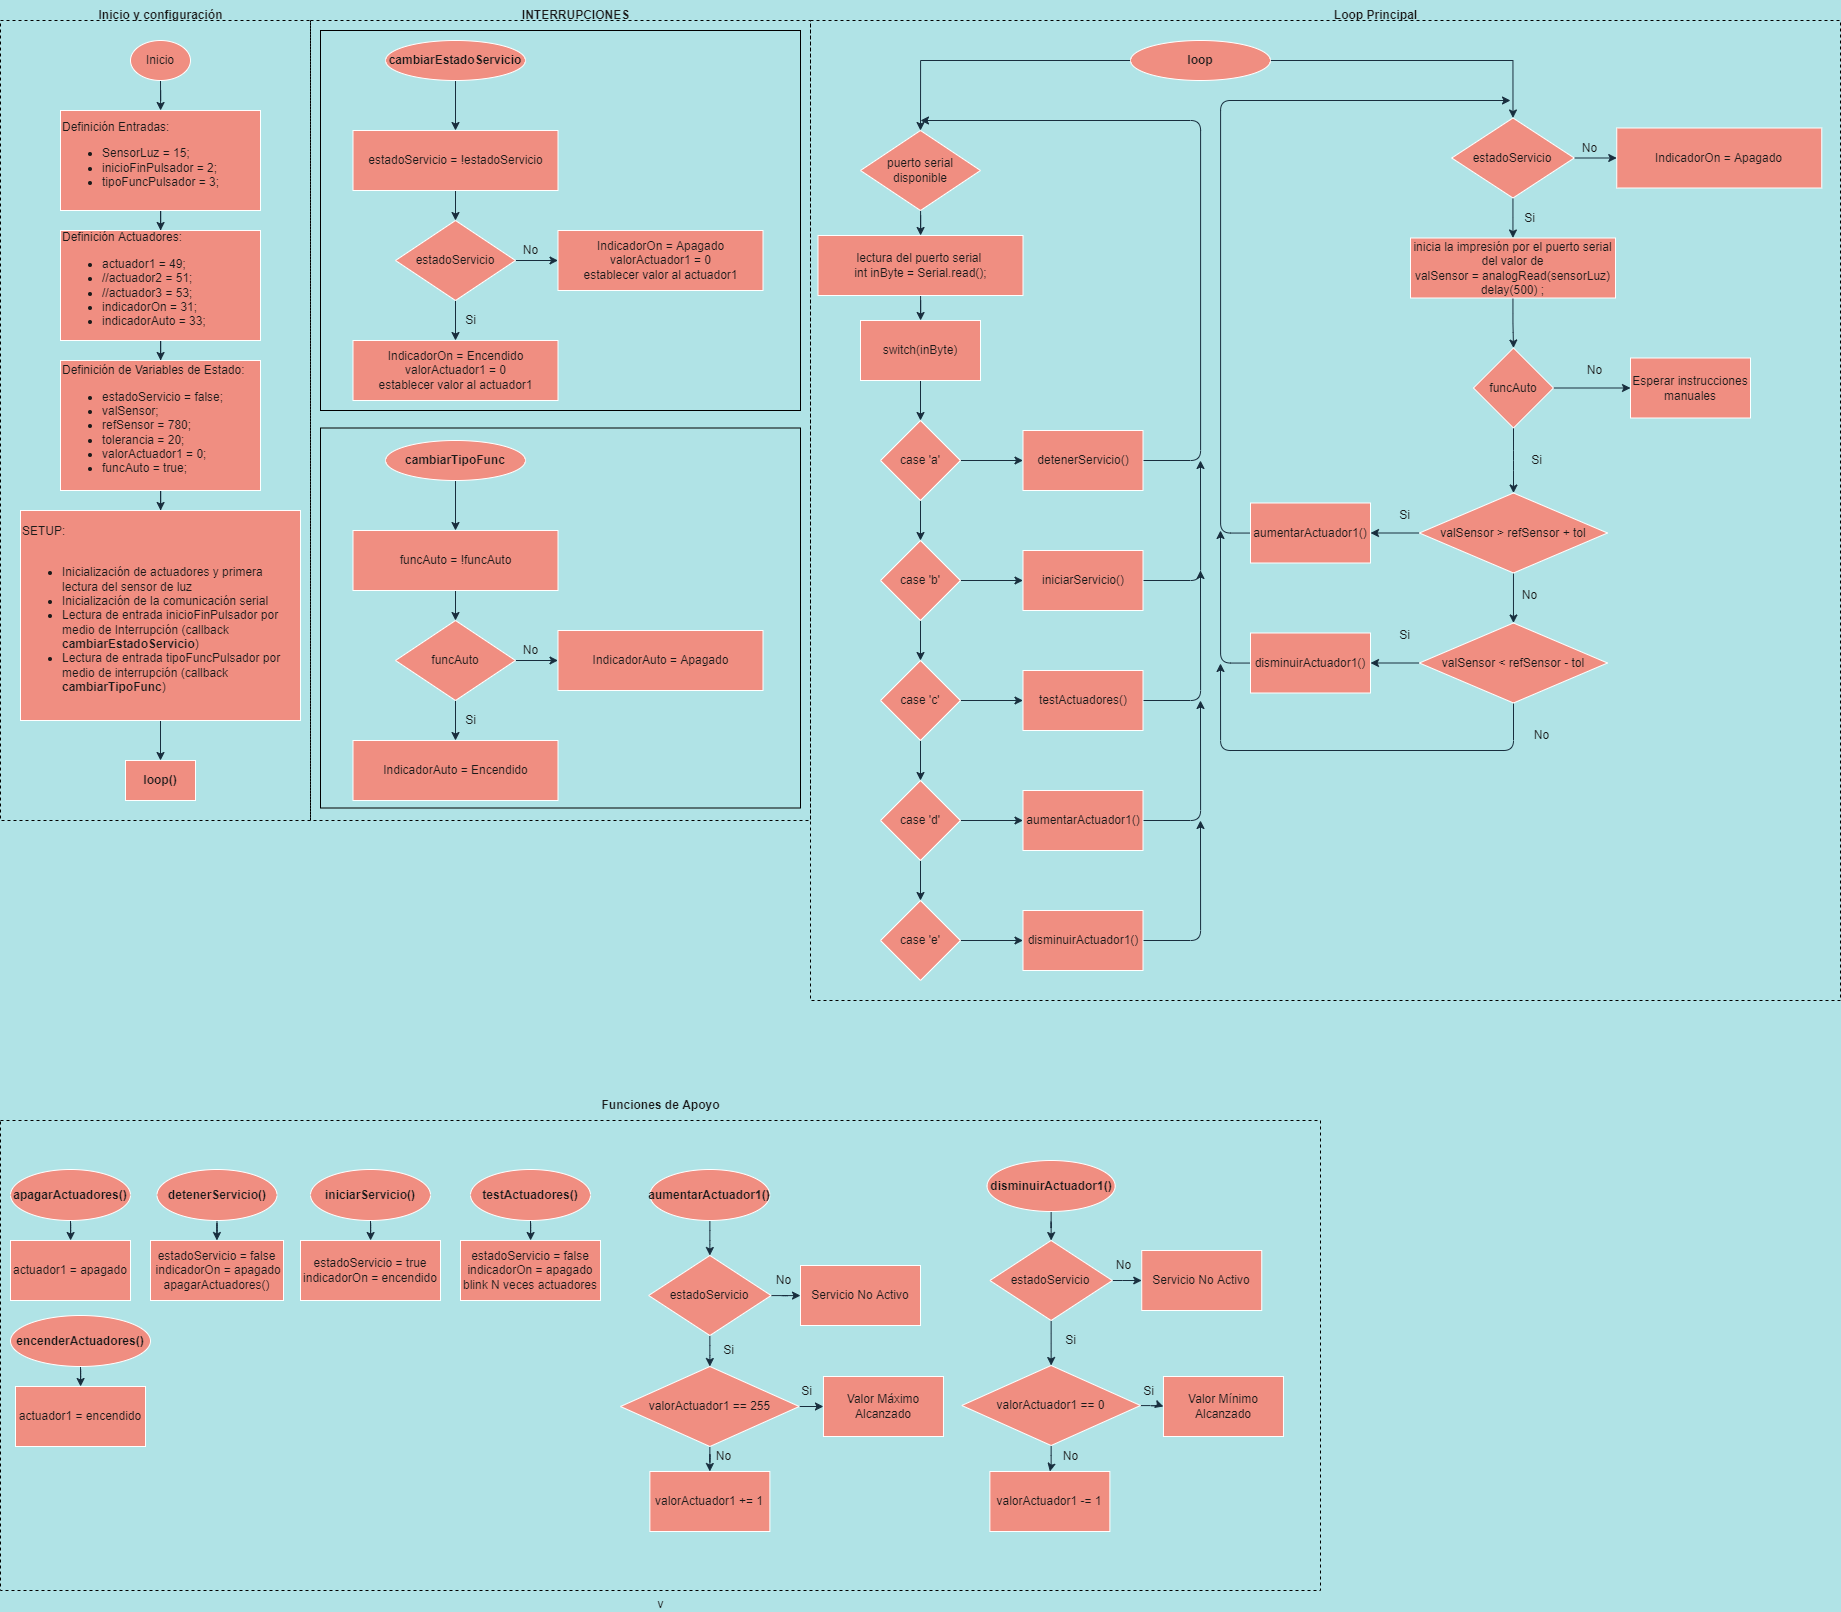 Inicio y configuración
Inicio
Definición Entradas:
SensorLuz = 15;
inicioFinPulsador = 2;
tipoFuncPulsador = 3;
Definición Actuadores:
actuador1 = 49;
//actuador2 = 51;
//actuador3 = 53;
indicadorOn = 31;
indicadorAuto = 33;
Definición de Variables de Estado:
estadoServicio = false;
valSensor;
refSensor = 780;
tolerancia = 20;
valorActuador1 = 0;
funcAuto = true;
SETUP:
Inicialización de actuadores y primera
lectura del sensor de luz
Inicialización de la comunicación serial
Lectura de entrada inicioFinPulsador por
medio de Interrupción (callback
cambiarEstadoServicio)
Lectura de entrada tipoFuncPulsador por
medio de interrupción (callback
cambiarTipoFunc)
loop()
INTERRUPCIONES
cambiarEstadoServicio
estadoServicio = !estadoServicio
estadoServicio
No
IndicadorOn = Apagado
valorActuador1 = 0
establecer valor al actuador1
Si
IndicadorOn = Encendido
valorActuador1 = 0
establecer valor al actuador1
cambiarTipoFunc
funcAuto = !funcAuto
funcAuto
No
IndicadorAuto = Apagado
Si
IndicadorAuto = Encendido
Loop Principal
loop
puerto serial
disponible
lectura del puerto serial
int inByte = Serial.read();
switch(inByte)
case 'a'
detenerServicio()
case 'b'
iniciarServicio()
case 'c'
testActuadores()
case 'd'
aumentarActuador1()
case 'e'
disminuirActuador1()
estadoServicio
No
IndicadorOn = Apagado
Si
inicia la impresión por el puerto serial
del valor de
valSensor = analogRead(sensorLuz)
delay(500) ;
funcAuto
No
Esperar instrucciones
manuales
Si
valSensor > refSensor + tol
Si
aumentarActuador1()
No
valSensor < refSensor - tol
Si
disminuirActuador1()
No
Funciones de Apoyo
apagarActuadores()
actuador1 = apagado
encenderActuadores()
actuador1 = encendido
detenerServicio()
estadoServicio = false
indicadorOn = apagado
apagarActuadores()
iniciarServicio()
estadoServicio = true
indicadorOn = encendido
testActuadores()
estadoServicio = false
indicadorOn = apagado
blink N veces actuadores
aumentarActuador1()
estadoServicio
No
Servicio No Activo
Si
valorActuador1 == 255
Si
Valor Máximo
Alcanzado
No
valorActuador1 += 1
disminuirActuador1()
estadoServicio
No
Servicio No Activo
Si
valorActuador1 == 0
Si
Valor Mínimo
Alcanzado
No
valorActuador1 -= 1
v